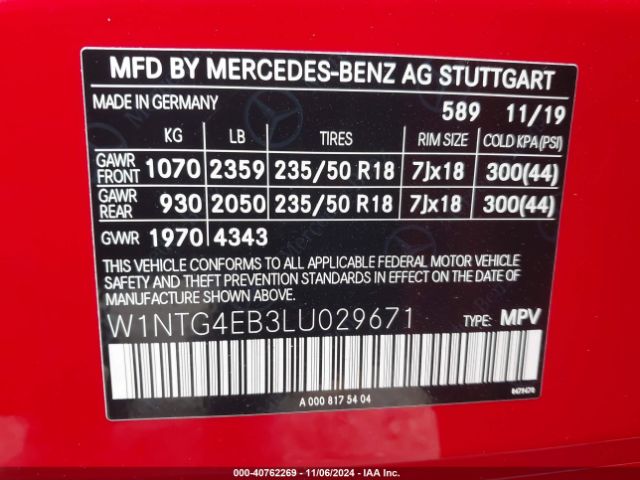 MFD BY MERCEDES-BENZ AG STUTTGART
MADE IN GERMANY 589 11/19
KG LB TIRES RIM SIZE COLD KPA(PSI)
GAWR FRONT 1070 2359 235/50 R18 7Jx18 300(44)
GAWR REAR 930 2050 235/50 R18 7Jx18 300(44)
GVWR 1970 4343
THIS VEHICLE CONFORMS TO ALL APPLICABLE FEDERAL MOTOR VEHICLE
SAFETY AND THEFT PREVENTION STANDARDS IN EFFECT ON THE DATE OF
MANUFACTURE SHOWN ABOVE.
W1NTG4EB3LU029671 TYPE: MPV
A 000 817 54 04
© COPY - 40762269 - 11/06/2024 - IAA Inc.